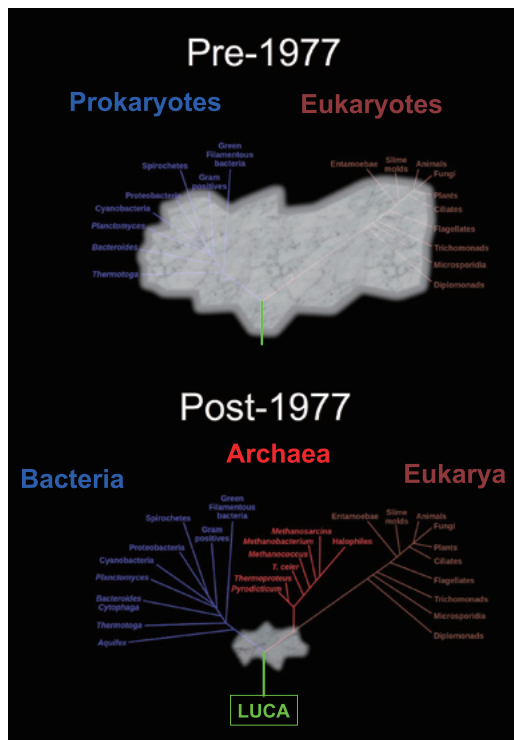 Pre-1977
Prokaryotes
Eukaryotes
Green
Filamentous
bacteria
Spirochetes
Gram
positives
Proteobacteria
Cyanobacteria
Planctomyces
Bacteroides
Thermotoga
Entamoebae
Slime
molds
Animals
Fungi
Plants
Ciliates
Flagellates
Trichomonads
Microsporidia
Diplomonads
Post-1977
Archaea
Bacteria
Eukarya
Green
Filamentous
bacteria
Spirochetes
Gram
positives
Proteobacteria
Cyanobacteria
Planctomyces
Bacteroides
Cytophaga
Thermotoga
Aquifex
Methanosarcina
Methanobacterium
Halophiles
Methanococcus
T. celer
Thermoproteus
Pyrodicticum
Entamoebae
Slime
molds
Animals
Fungi
Plants
Ciliates
Flagellates
Trichomonads
Microsporidia
Diplomonads
LUCA